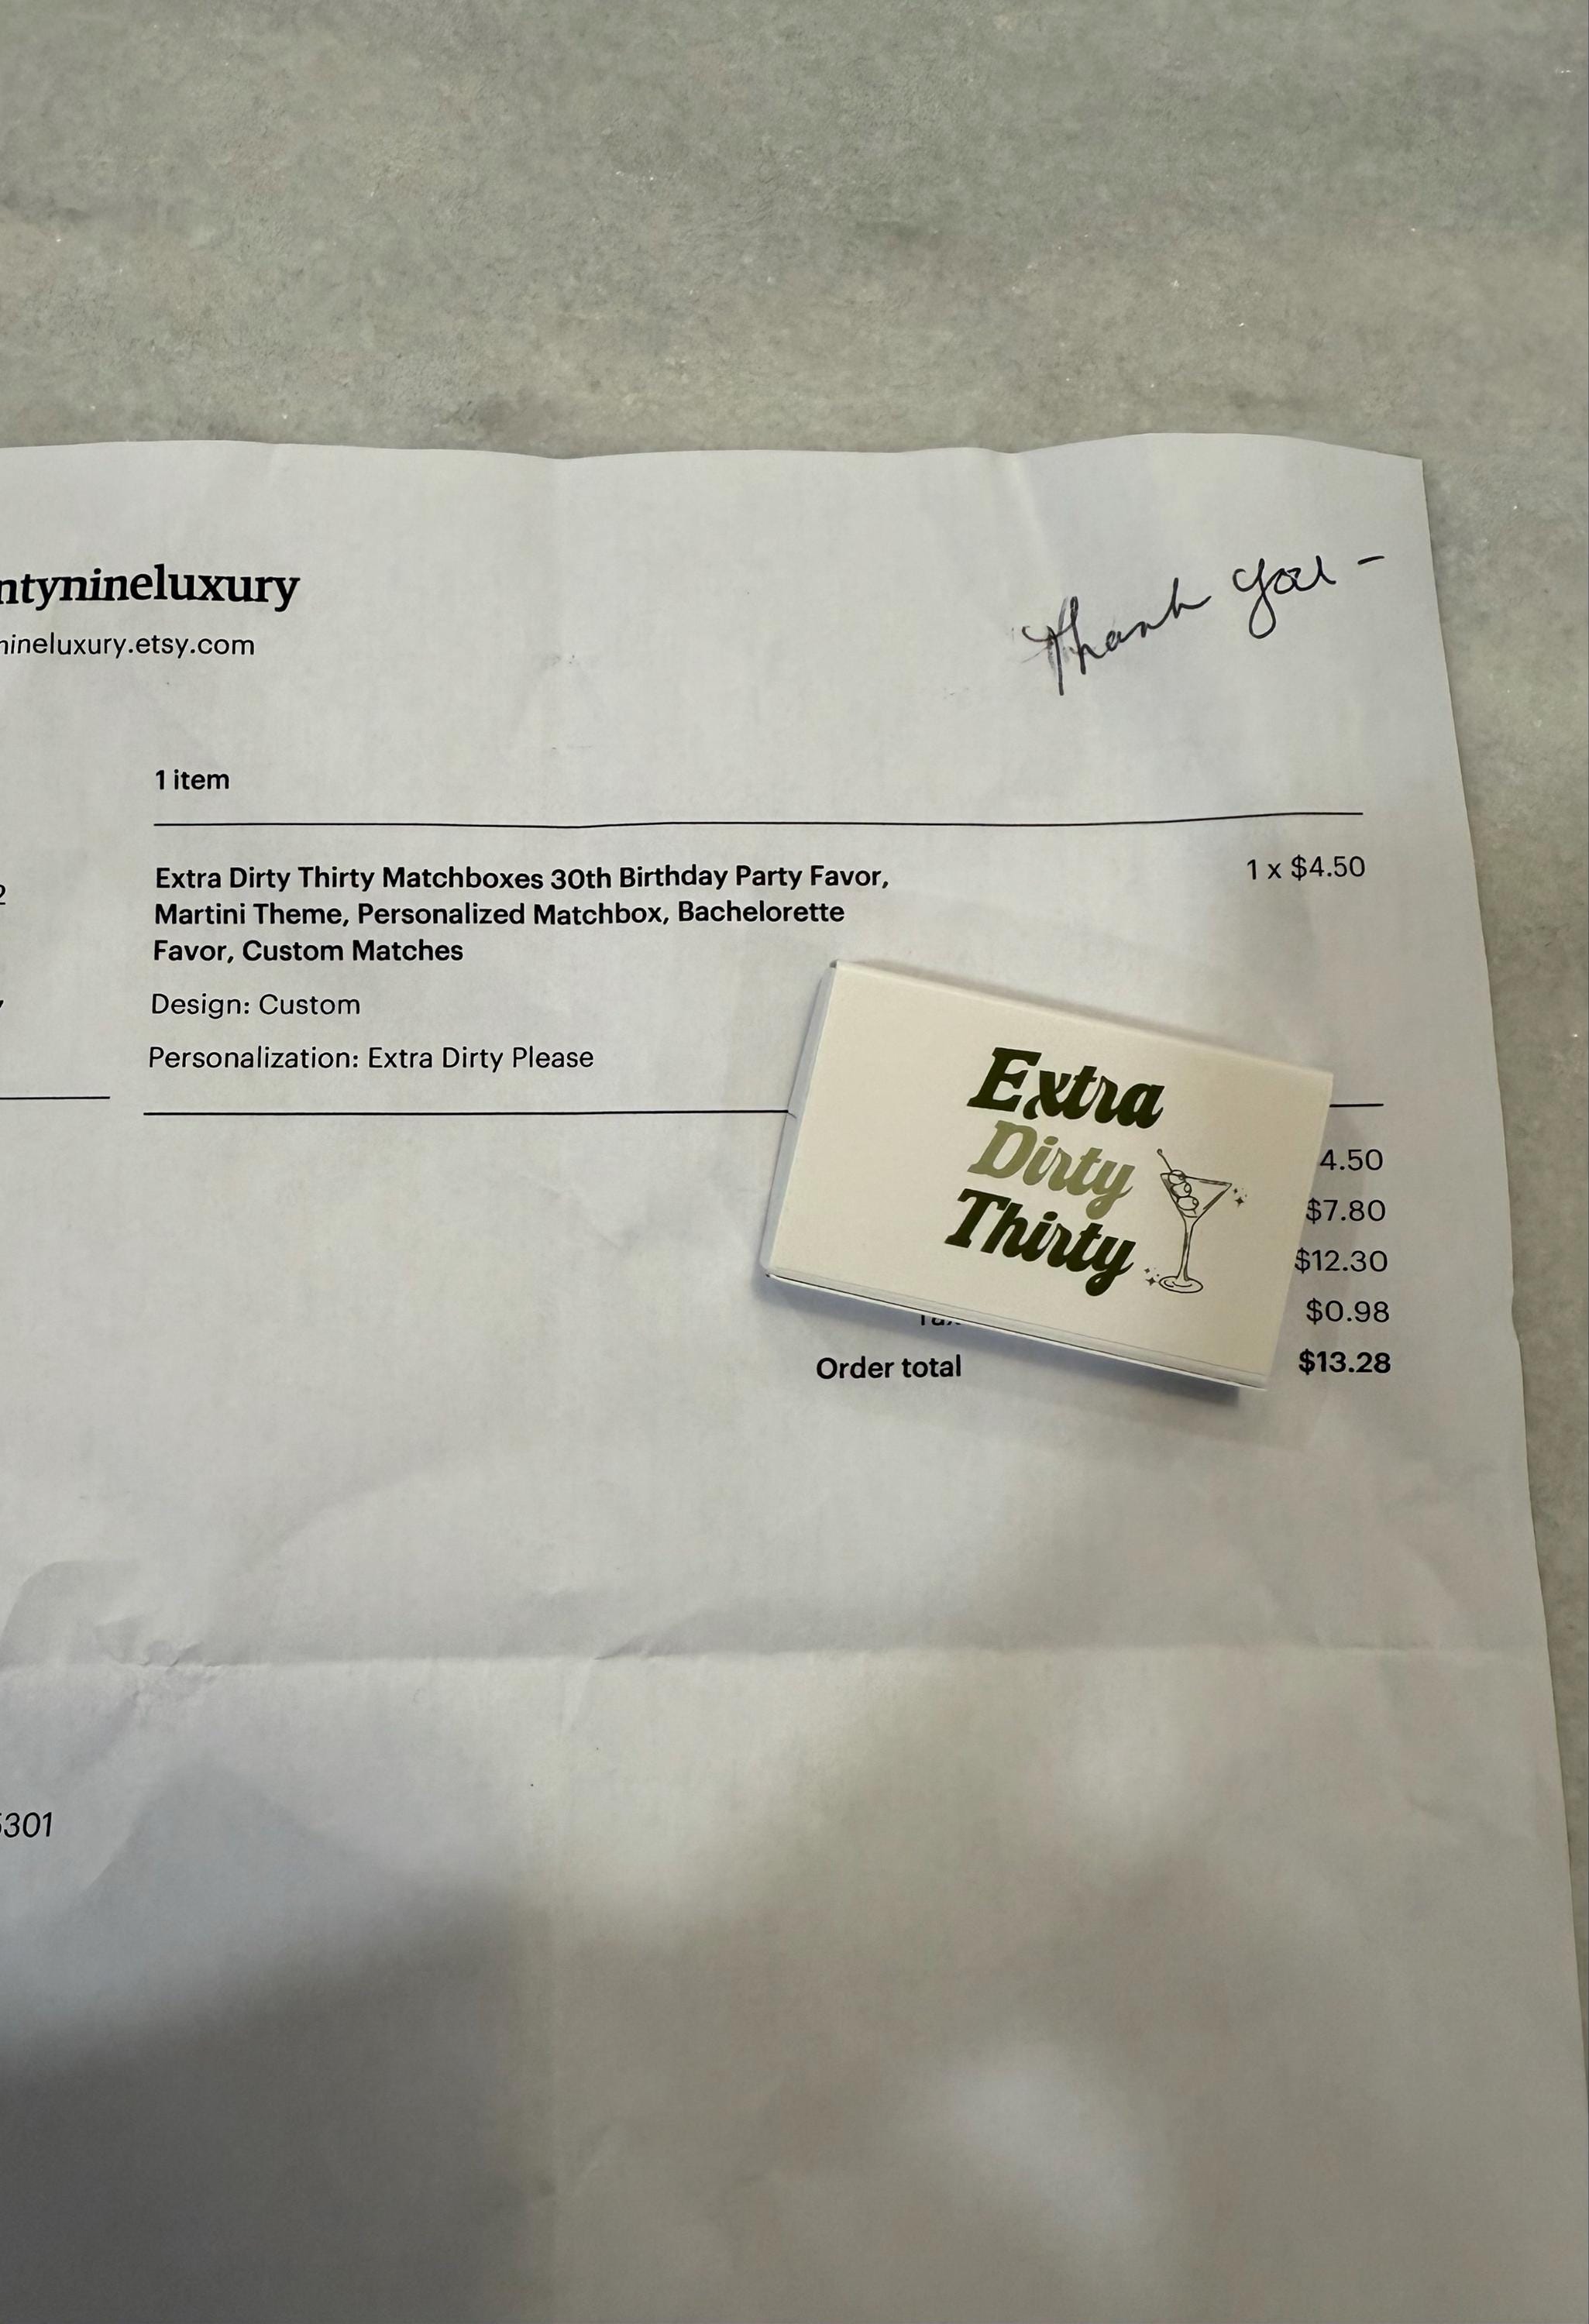 ntynineluxury
nineluxury.etsy.com
Thank you -
1 item
Extra Dirty Thirty Matchboxes 30th Birthday Party Favor,
Martini Theme, Personalized Matchbox, Bachelorette
Favor, Custom Matches
1 x $4.50
Design: Custom
Personalization: Extra Dirty Please
Extra
Dirty
Thirty
4.50
$7.80
$12.30
Tax
$0.98
Order total
$13.28
5301